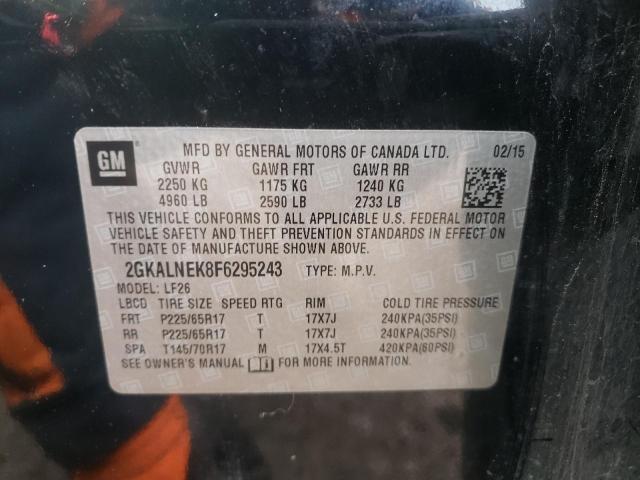 GM
MFD BY GENERAL MOTORS OF CANADA LTD. 02/15
GVWR GAWR FRT GAWR RR
2250 KG 1175 KG 1240 KG
4960 LB 2590 LB 2733 LB
THIS VEHICLE CONFORMS TO ALL APPLICABLE U.S. FEDERAL MOTOR
VEHICLE SAFETY AND THEFT PREVENTION STANDARDS IN EFFECT ON
THE DATE OF MANUFACTURE SHOWN ABOVE.
2GKALNEK8F6295243 TYPE: M.P.V.
MODEL: LF26
LBCD TIRE SIZE SPEED RTG RIM COLD TIRE PRESSURE
FRT P225/65R17 T 17X7J 240KPA(35PSI)
RR P225/65R17 T 17X7J 240KPA(35PSI)
SPA T145/70R17 M 17X4.5T 420KPA(60PSI)
SEE OWNER'S MANUAL FOR MORE INFORMATION.